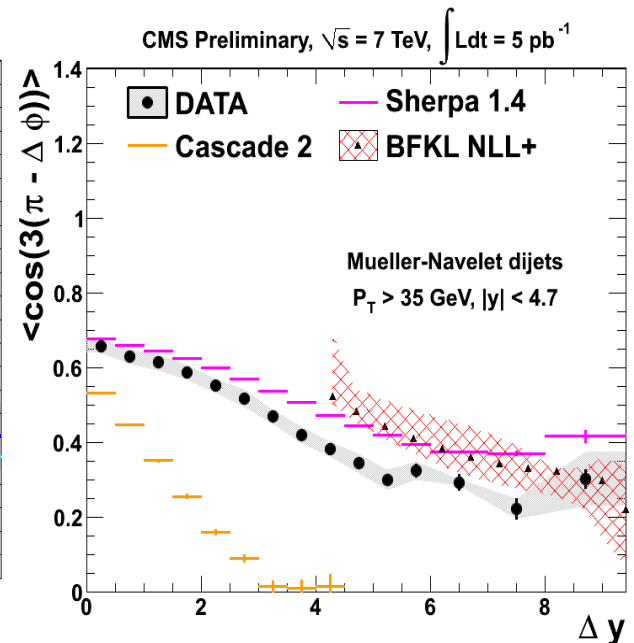 CMS Preliminary, √s = 7 TeV, ∫Ldt = 5 pb⁻¹
<cos(3(π - Δ ϕ))>
1.4
1.2
1
0.8
0.6
0.4
0.2
0
DATA
Sherpa 1.4
Cascade 2
BFKL NLL+
Mueller-Navelet dijets
P_T > 35 GeV, |y| < 4.7
0 2 4 6 8
Δ y